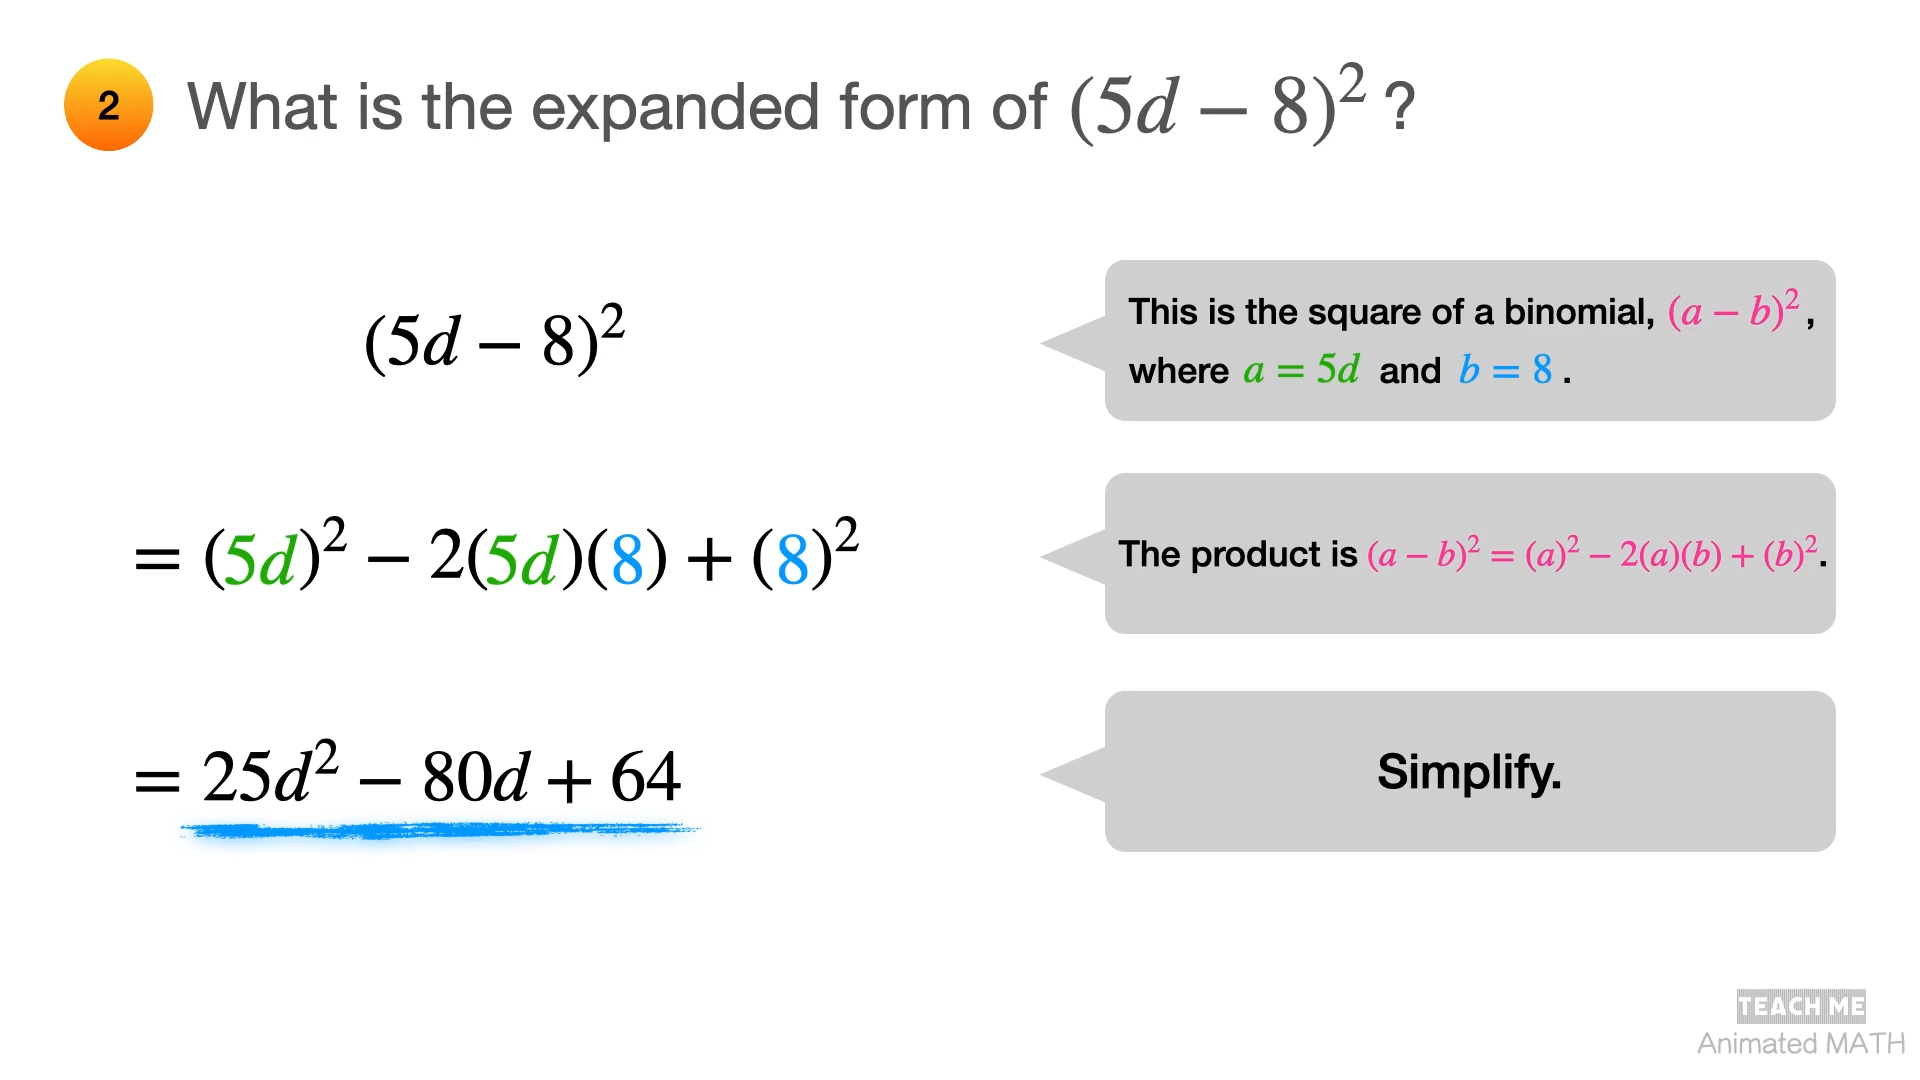 2 What is the expanded form of (5d − 8)² ?
(5d − 8)²
This is the square of a binomial, (a − b)² ,
where a = 5d and b = 8 .
= (5d)² − 2(5d)(8) + (8)²
The product is (a − b)² = (a)² − 2(a)(b) + (b)².
= 25d² − 80d + 64
Simplify.
TEACH ME
Animated MATH